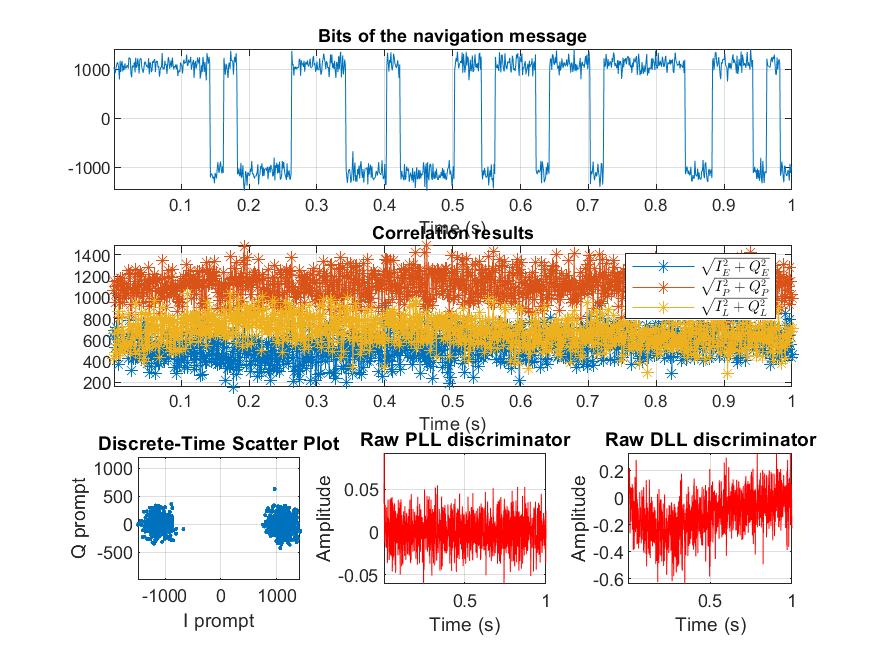 Bits of the navigation message
1000
0
-1000
0.1 0.2 0.3 0.4 0.5 0.6 0.7 0.8 0.9 1
Time (s)
Correlation results
1400
1200
1000
800
600
400
200
√I_E^2 + Q_E^2
√I_P^2 + Q_P^2
√I_L^2 + Q_L^2
0.1 0.2 0.3 0.4 0.5 0.6 0.7 0.8 0.9 1
Time (s)
Discrete-Time Scatter Plot
1000
500
0
-500
Q prompt
-1000 0 1000
I prompt
Raw PLL discriminator
0.05
0
-0.05
Amplitude
0.5 1
Time (s)
Raw DLL discriminator
0.2
0
-0.2
-0.4
-0.6
Amplitude
0.5 1
Time (s)